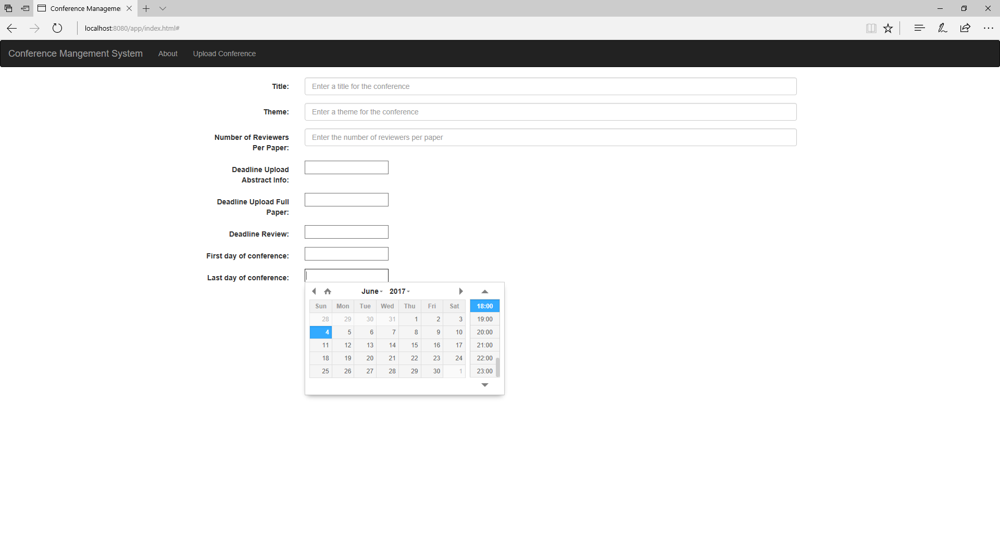 Conference Manageme
localhost:8080/app/index.html#
Conference Mangement System About Upload Conference
Title: Enter a title for the conference
Theme: Enter a theme for the conference
Number of Reviewers Enter the number of reviewers per paper
Per Paper:
Deadline Upload
Abstract Info:
Deadline Upload Full
Paper:
Deadline Review:
First day of conference:
Last day of conference:
June 2017
Sun Mon Tue Wed Thu Fri Sat 18:00
28 29 30 31 1 2 3 19:00
4 5 6 7 8 9 10 20:00
11 12 13 14 15 16 17 21:00
18 19 20 21 22 23 24 22:00
25 26 27 28 29 30 1 23:00